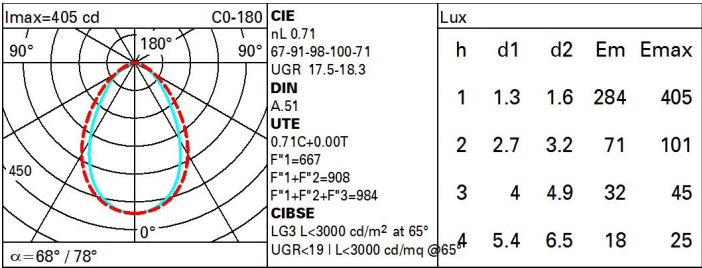 Imax=405 cd C0-180
90° 180° 90°
450
0°
α=68° / 78°
CIE
nL 0.71
67-91-98-100-71
UGR 17.5-18.3
DIN
A.51
UTE
0.71C+0.00T
F"1=667
F"1+F"2=908
F"1+F"2+F"3=984
CIBSE
LG3 L<3000 cd/m² at 65°
UGR<19 | L<3000 cd/mq @65°
Lux
h d1 d2 Em Emax
1 1.3 1.6 284 405
2 2.7 3.2 71 101
3 4 4.9 32 45
4 5.4 6.5 18 25